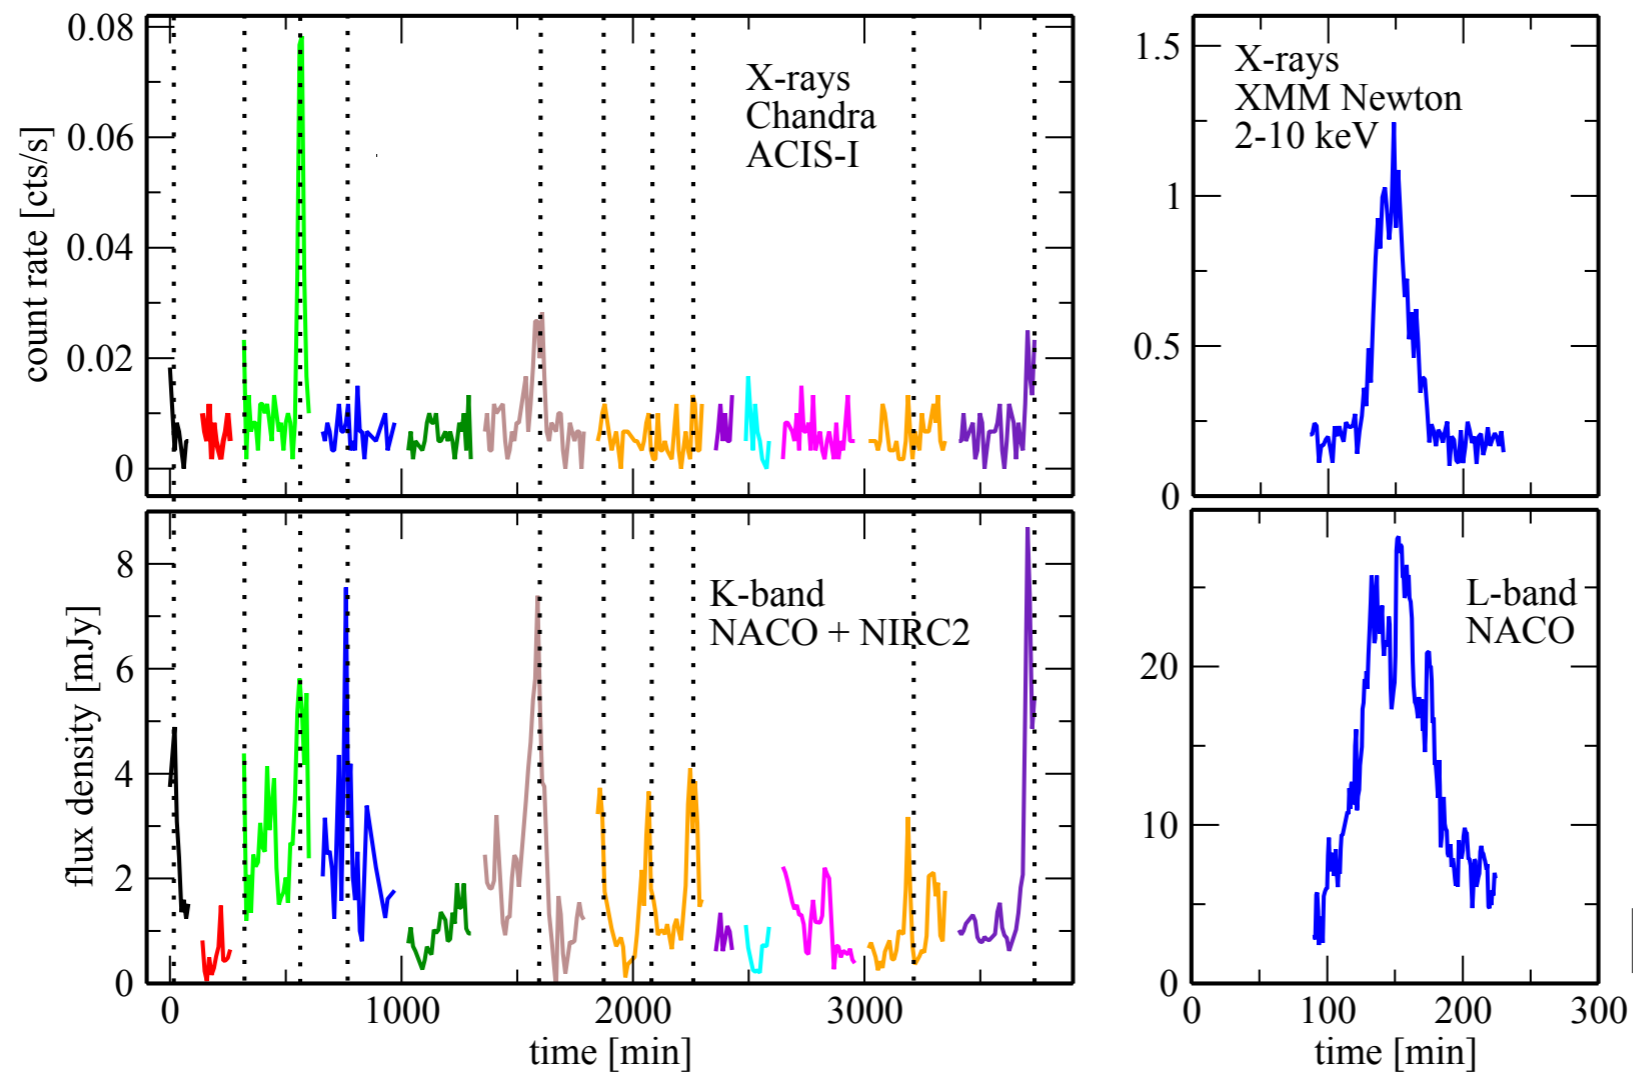 0.08
0.06
0.04
0.02
0
count rate [cts/s]
X-rays
Chandra
ACIS-I
1.5
1
0.5
0
X-rays
XMM Newton
2-10 keV
8
6
4
2
0
flux density [mJy]
K-band
NACO + NIRC2
0 1000 2000 3000
time [min]
20
10
0
L-band
NACO
0 100 200 300
time [min]